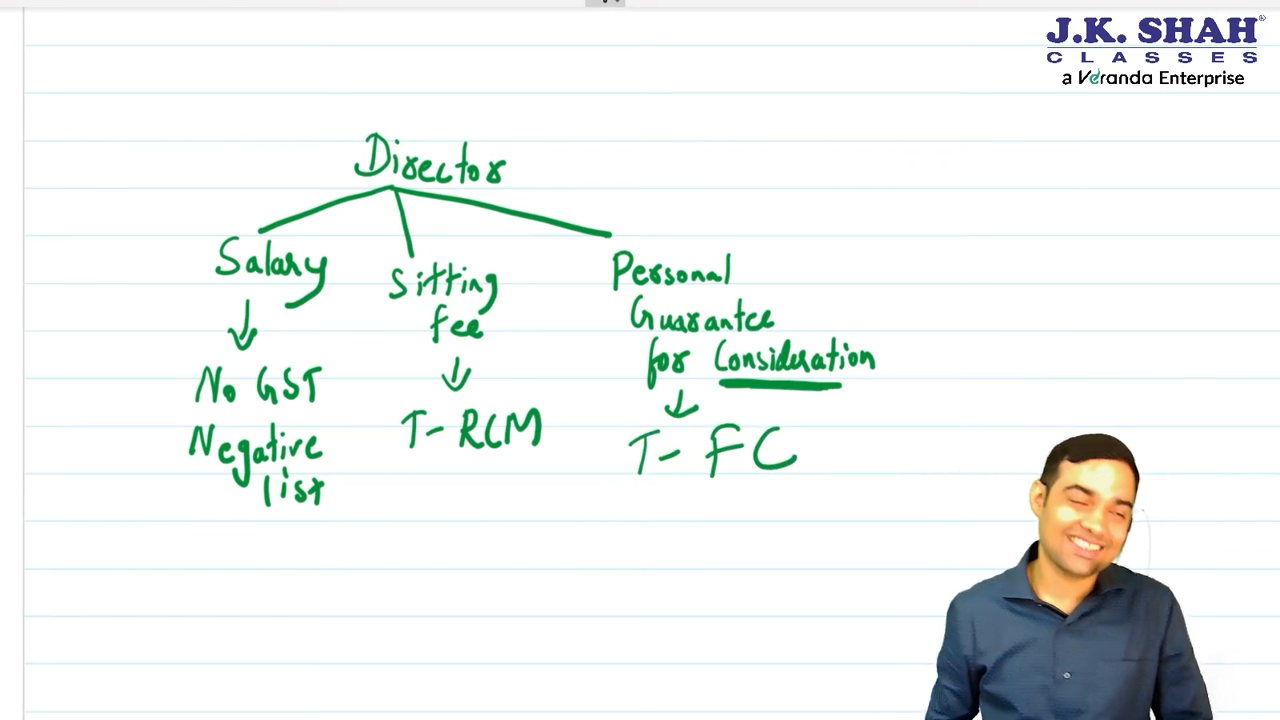 J.K. SHAH®
CLASSES
a Veranda Enterprise
Director
Salary
Sitting
fee
Personal
Guarantee
for Consideration
No GST
Negative
list
T- RCM
T- FC